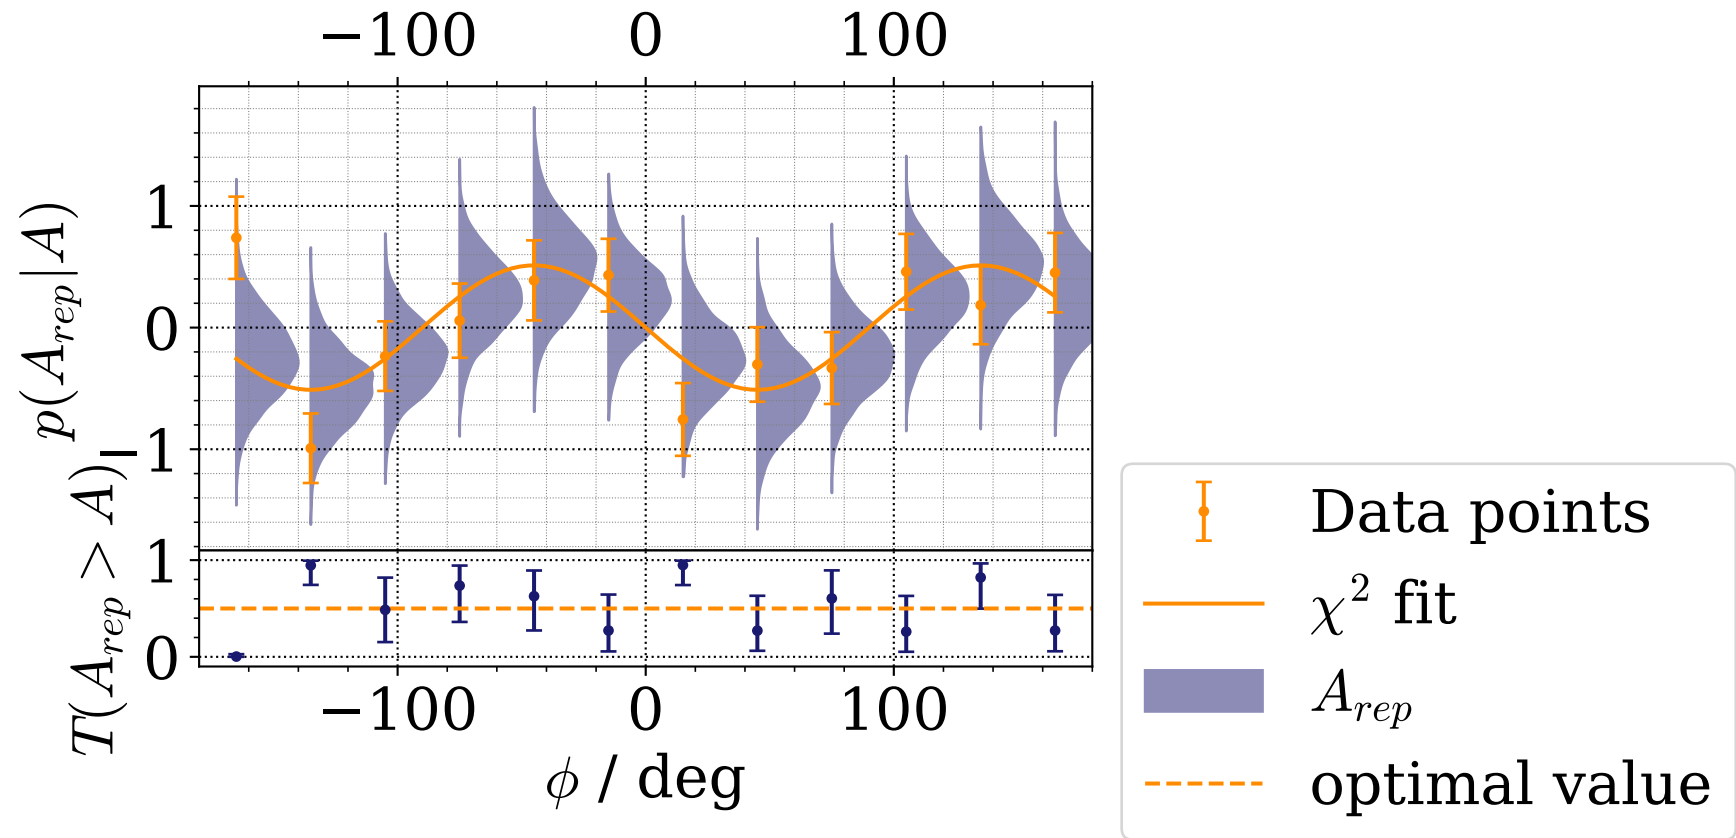 −100 0 100
p(A_rep|A)
1
0
−1
T(A_rep > A)
1
0
−100 0 100
ϕ / deg
Data points
χ² fit
A_rep
optimal value